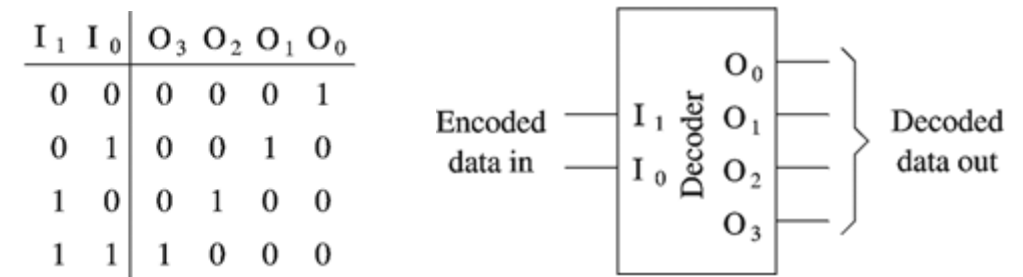 I₁ I₀ O₃ O₂ O₁ O₀
0 0 0 0 0 1
0 1 0 0 1 0
1 0 0 1 0 0
1 1 1 0 0 0
Encoded
data in
I₁
I₀
Decoder
O₀
O₁
O₂
O₃
Decoded
data out